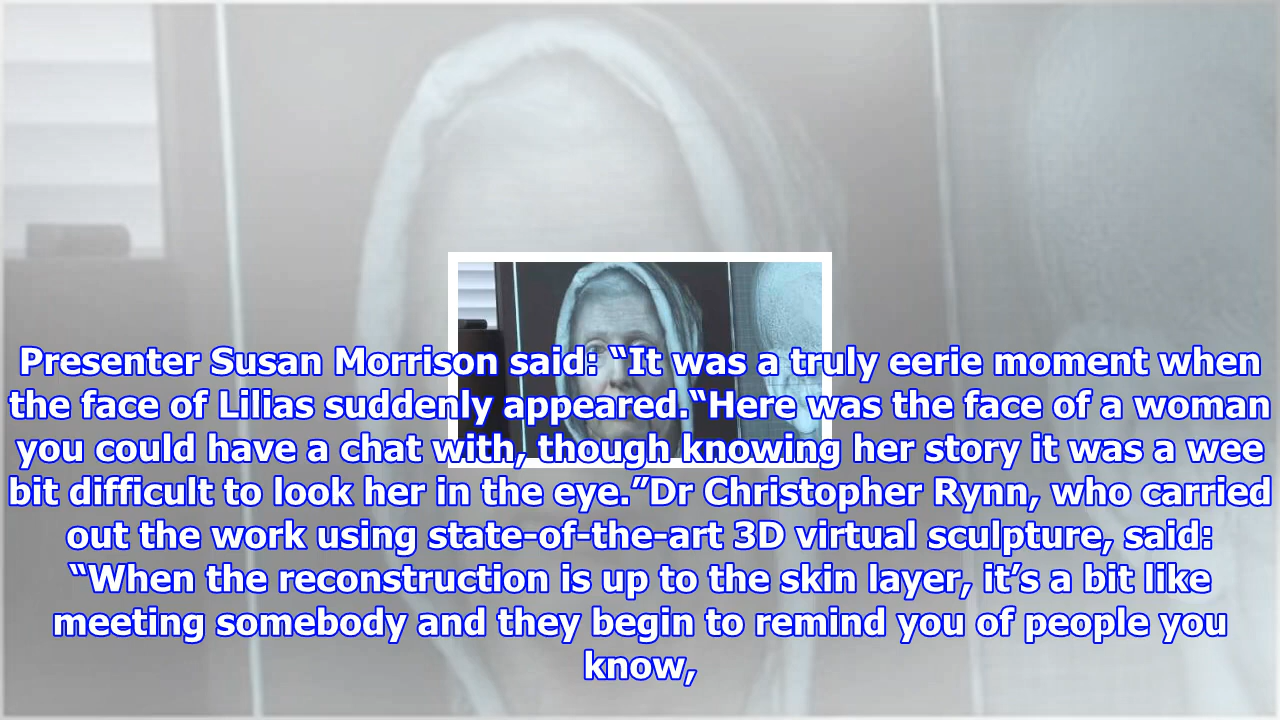 Presenter Susan Morrison said: “It was a truly eerie moment when
the face of Lilias suddenly appeared.“Here was the face of a woman
you could have a chat with, though knowing her story it was a wee
bit difficult to look her in the eye.”Dr Christopher Rynn, who carried
out the work using state-of-the-art 3D virtual sculpture, said:
“When the reconstruction is up to the skin layer, it’s a bit like
meeting somebody and they begin to remind you of people you
know,